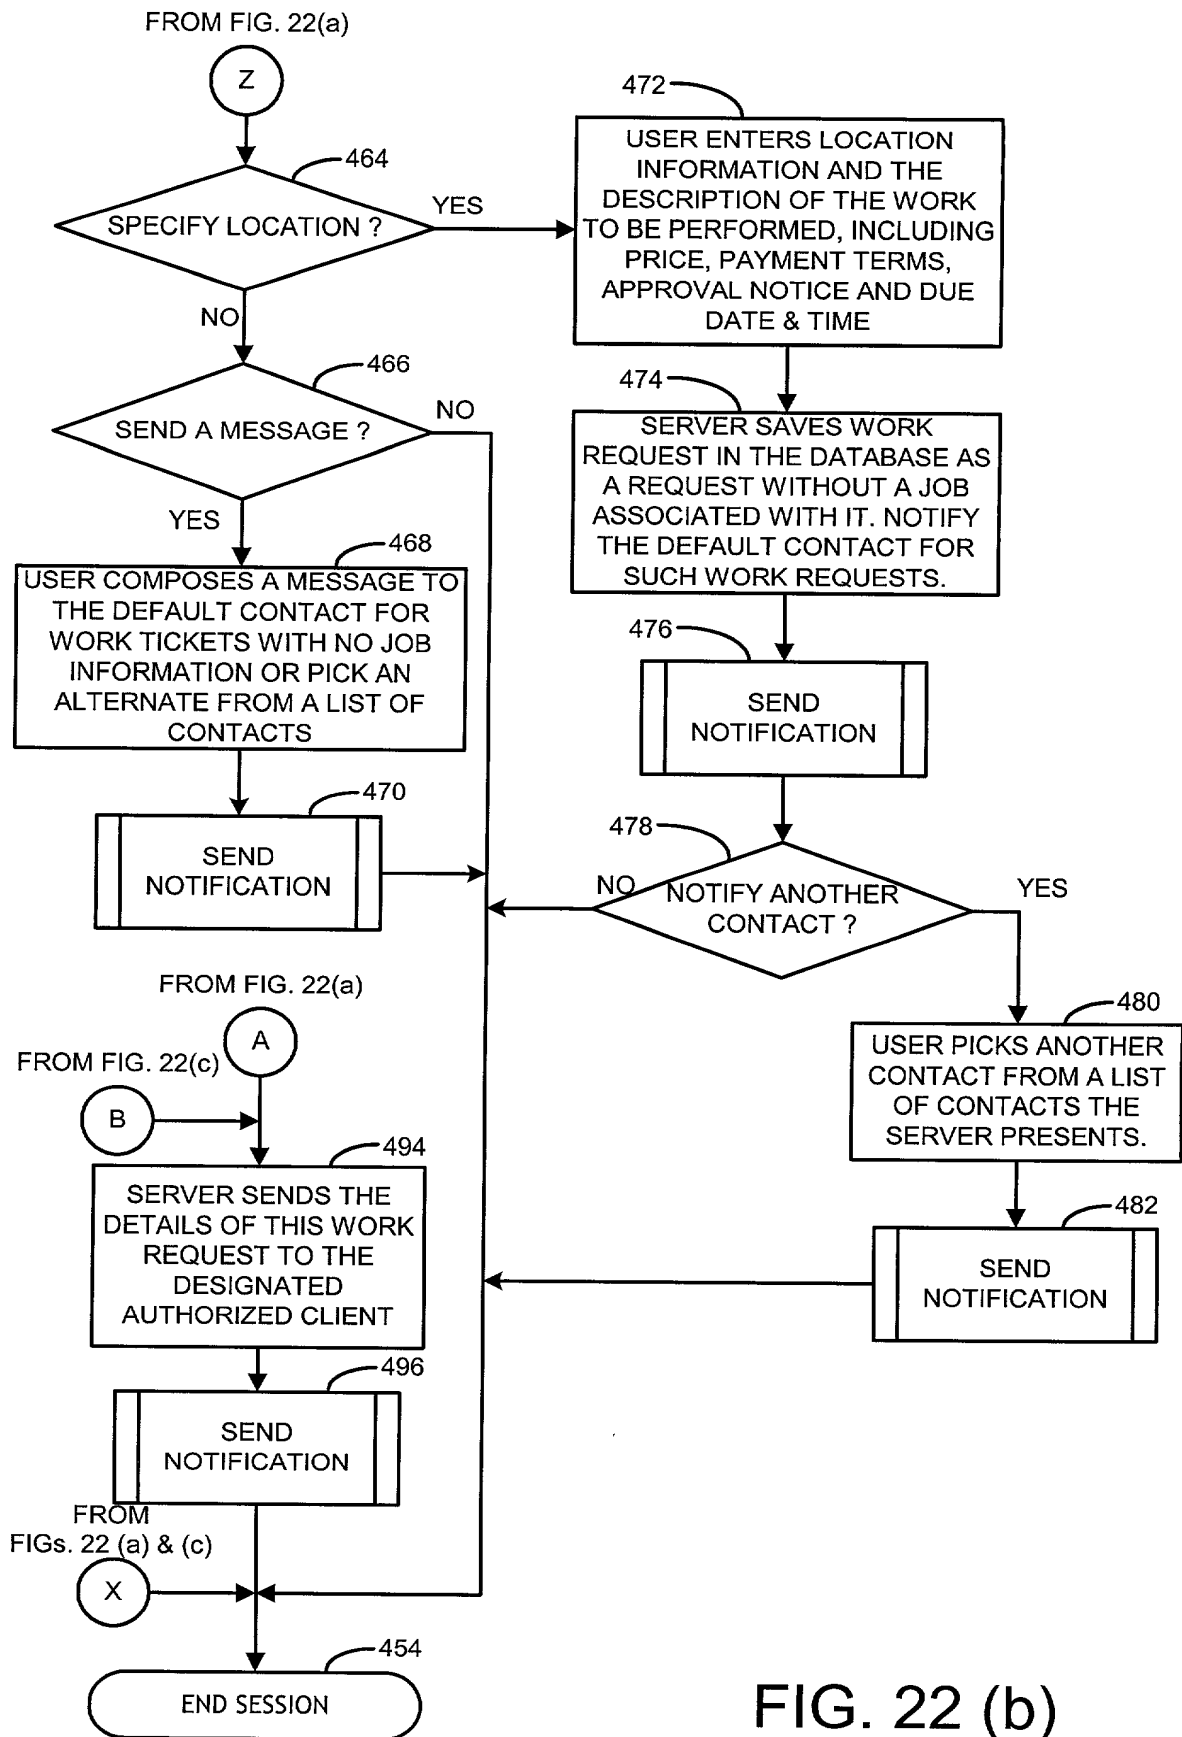 FROM FIG. 22(a)
Z
464
SPECIFY LOCATION ?
YES
NO
472
USER ENTERS LOCATION
INFORMATION AND THE
DESCRIPTION OF THE WORK
TO BE PERFORMED, INCLUDING
PRICE, PAYMENT TERMS,
APPROVAL NOTICE AND DUE
DATE & TIME
466
SEND A MESSAGE ?
NO
YES
474
SERVER SAVES WORK
REQUEST IN THE DATABASE AS
A REQUEST WITHOUT A JOB
ASSOCIATED WITH IT. NOTIFY
THE DEFAULT CONTACT FOR
SUCH WORK REQUESTS.
468
USER COMPOSES A MESSAGE TO
THE DEFAULT CONTACT FOR
WORK TICKETS WITH NO JOB
INFORMATION OR PICK AN
ALTERNATE FROM A LIST OF
CONTACTS
476
SEND
NOTIFICATION
470
SEND
NOTIFICATION
478
NO
NOTIFY ANOTHER
CONTACT ?
YES
480
USER PICKS ANOTHER
CONTACT FROM A LIST
OF CONTACTS THE
SERVER PRESENTS.
482
SEND
NOTIFICATION
FROM FIG. 22(a)
A
FROM FIG. 22(c)
B
494
SERVER SENDS THE
DETAILS OF THIS WORK
REQUEST TO THE
DESIGNATED
AUTHORIZED CLIENT
496
SEND
NOTIFICATION
FROM
FIGs. 22 (a) & (c)
X
454
END SESSION
FIG. 22 (b)